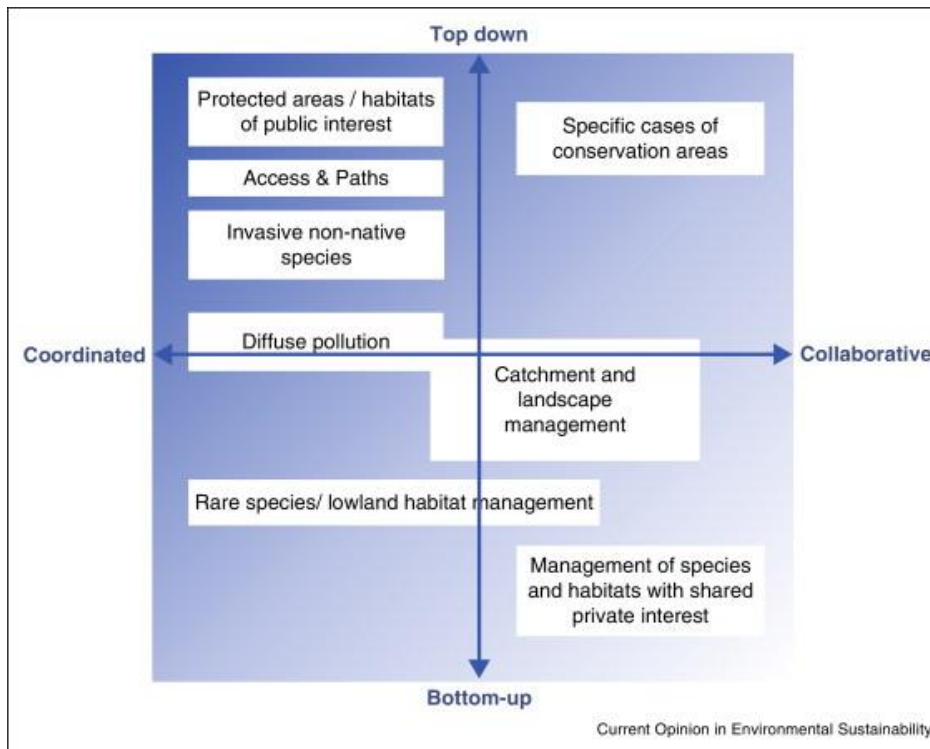 Top down
Protected areas / habitats
of public interest
Specific cases of
conservation areas
Access & Paths
Invasive non-native
species
Diffuse pollution
Coordinated
Collaborative
Catchment and
landscape
management
Rare species/ lowland habitat management
Management of species
and habitats with shared
private interest
Bottom-up
Current Opinion in Environmental Sustainability